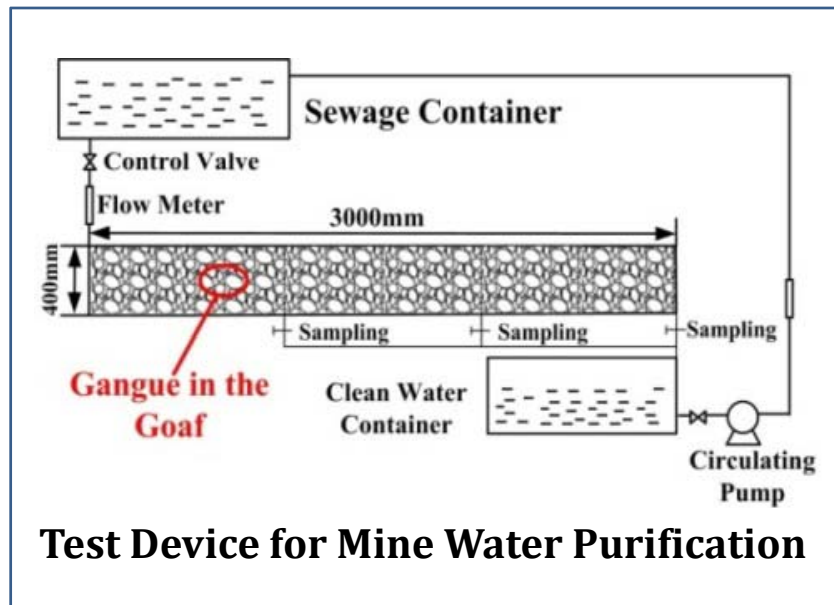 Sewage Container
Control Valve
Flow Meter
3000mm
400mm
Sampling
Sampling
Sampling
Gangue in the
Goaf
Clean Water
Container
Circulating
Pump
Test Device for Mine Water Purification